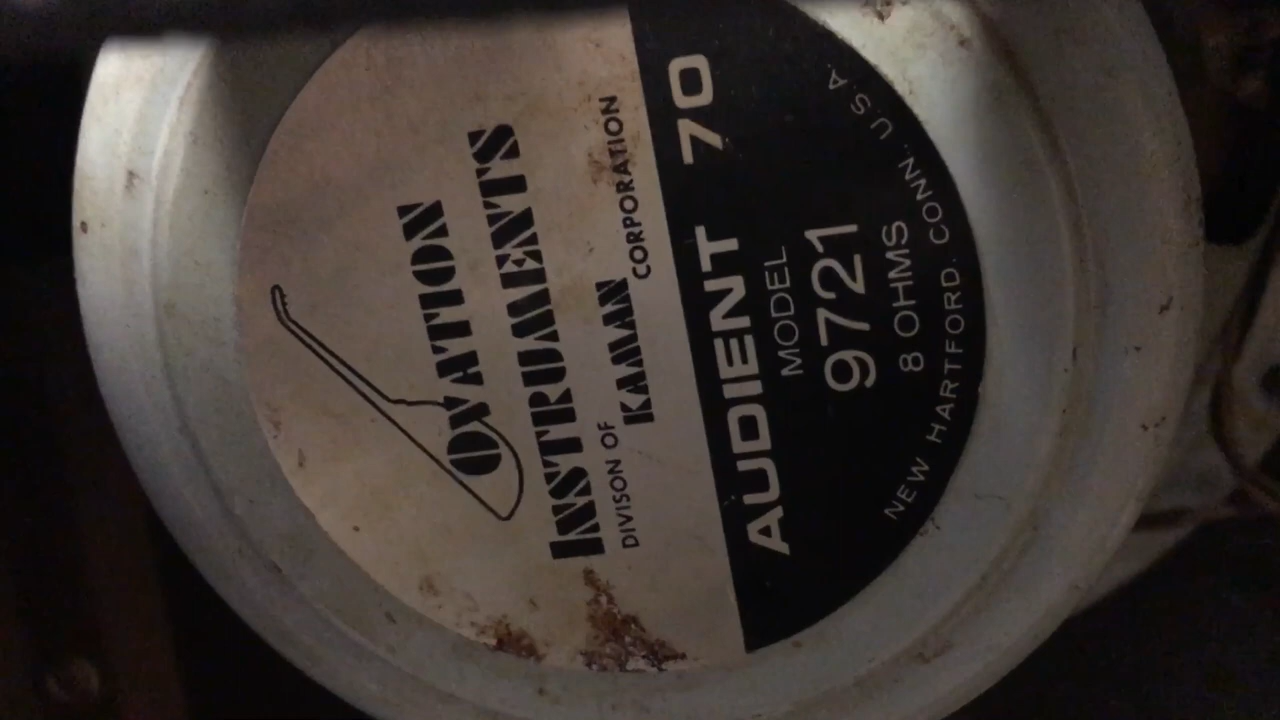 OVATION
INSTRUMENTS
DIVISON OF
KAMAN CORPORATION
AUDIENT 70
MODEL
9721
8 OHMS
NEW HARTFORD. CONN. U.S.A.